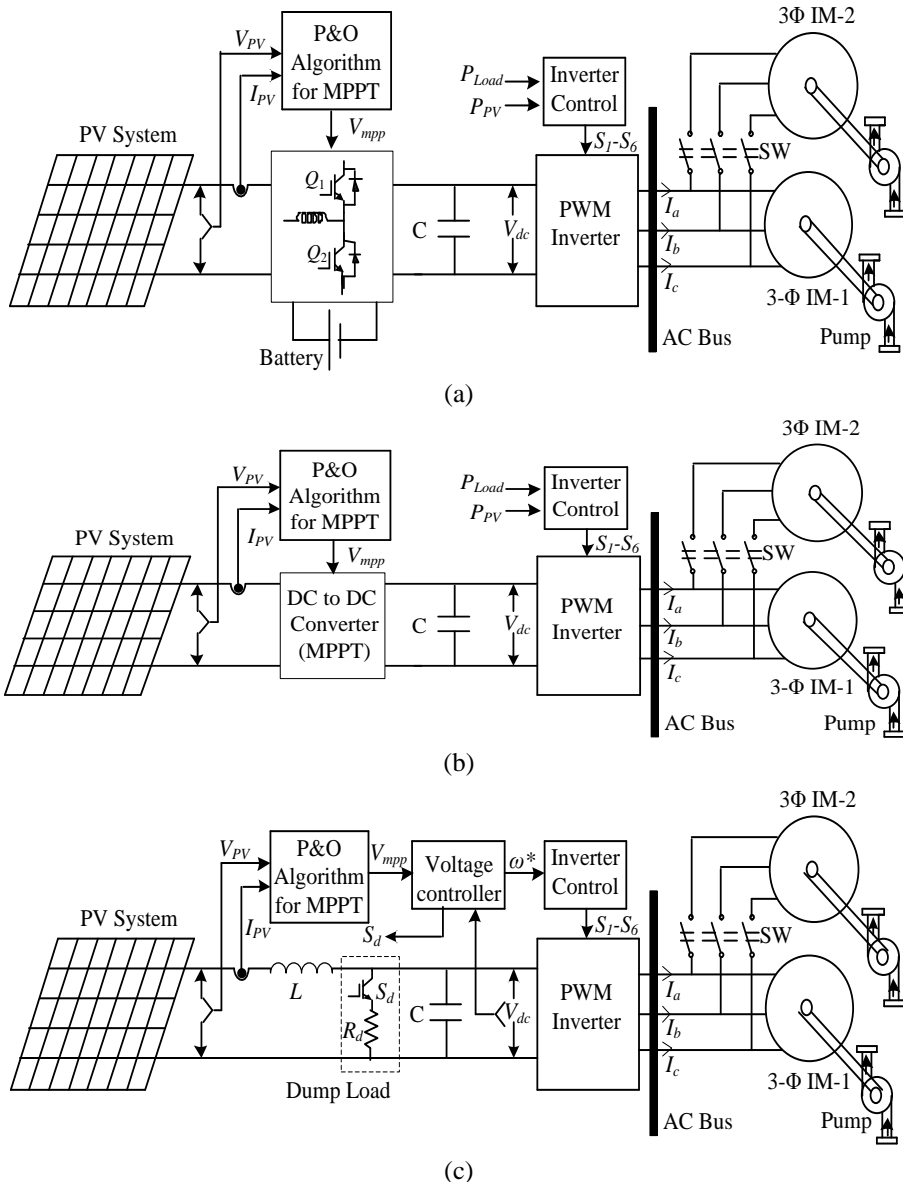 3Φ IM-2
V_PV
P&O
Algorithm
for MPPT
I_PV
P_Load
P_PV
Inverter
Control
PV System
V_mpp
S_1-S_6
SW
Q_1
Q_2
C
V_dc
PWM
Inverter
I_a
I_b
I_c
3-Φ IM-1
Battery
AC Bus
Pump
(a)
3Φ IM-2
V_PV
P&O
Algorithm
for MPPT
I_PV
P_Load
P_PV
Inverter
Control
PV System
V_mpp
S_1-S_6
SW
DC to DC
Converter
(MPPT)
C
V_dc
PWM
Inverter
I_a
I_b
I_c
3-Φ IM-1
AC Bus
Pump
(b)
3Φ IM-2
V_PV
P&O
Algorithm
for MPPT
I_PV
V_mpp
Voltage
controller
ω*
Inverter
Control
PV System
S_d
S_1-S_6
SW
L
S_d
R_d
C
V_dc
PWM
Inverter
I_a
I_b
I_c
3-Φ IM-1
Dump Load
AC Bus
Pump
(c)